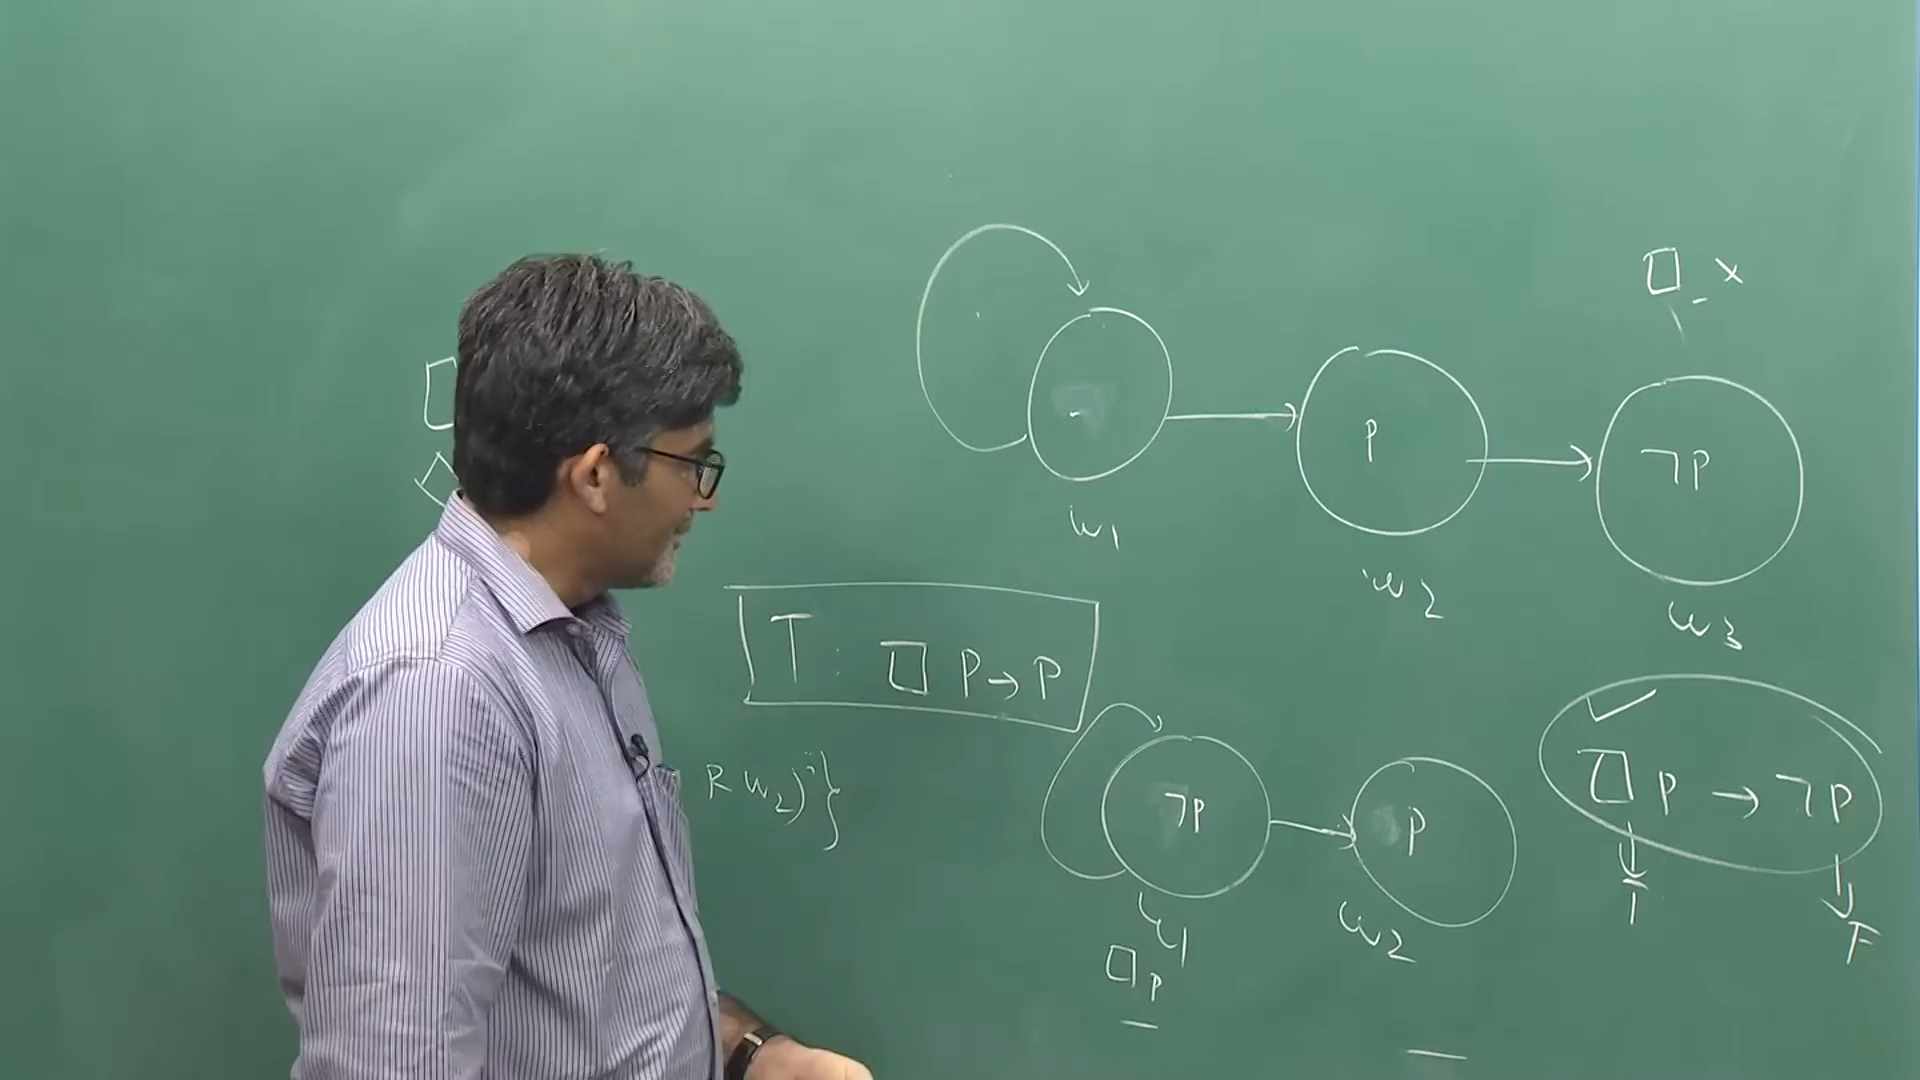 □
◇
□ ×
P
¬P
w1
w2
w3
T : □ P → P
R w₂)"}
¬P
P
□ P → ¬P
w1
w2
T
F
□P